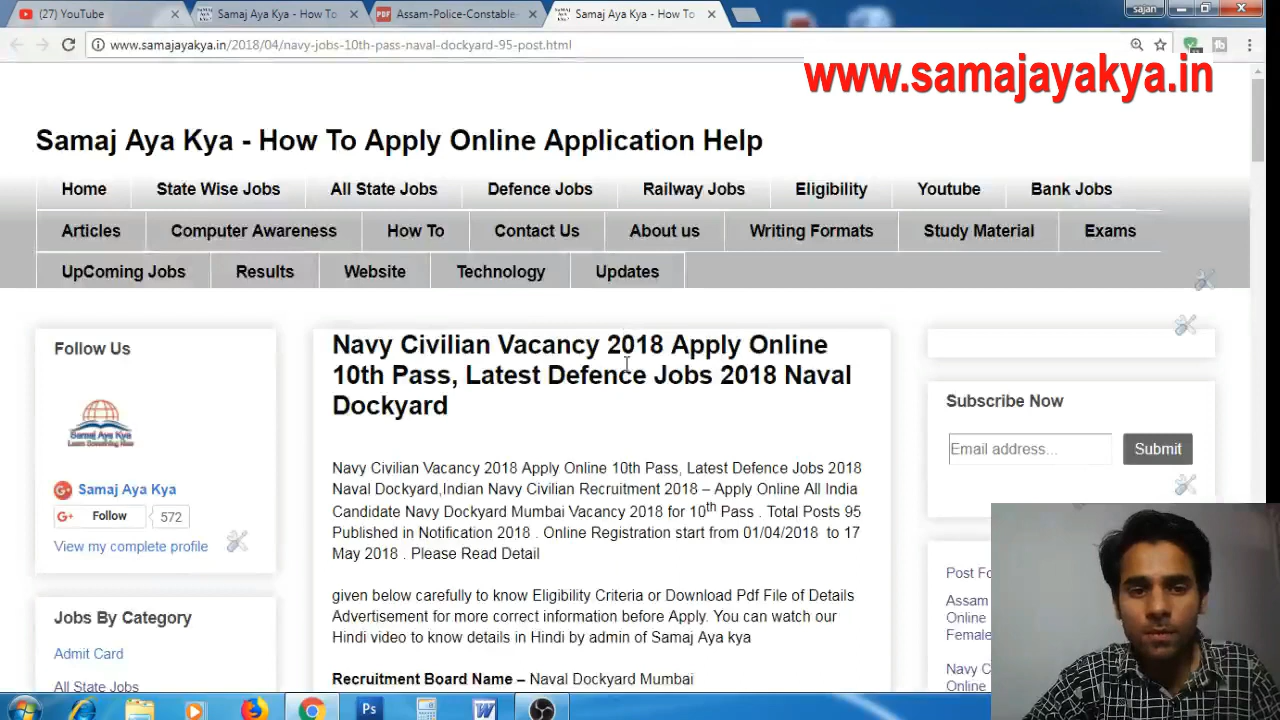 (27) YouTube
Samaj Aya Kya - How To
Assam-Police-Constable-
Samaj Aya Kya - How To
sajan
www.samajayakya.in/2018/04/navy-jobs-10th-pass-naval-dockyard-95-post.html
www.samajayakya.in
Samaj Aya Kya - How To Apply Online Application Help
Home State Wise Jobs All State Jobs Defence Jobs Railway Jobs Eligibility Youtube Bank Jobs
Articles Computer Awareness How To Contact Us About us Writing Formats Study Material Exams
UpComing Jobs Results Website Technology Updates
Follow Us
Samaj Aya Kya
Learn Something New
Samaj Aya Kya
G+ Follow 572
View my complete profile
Jobs By Category
Admit Card
All State Jobs
Navy Civilian Vacancy 2018 Apply Online
10th Pass, Latest Defence Jobs 2018 Naval
Dockyard
Navy Civilian Vacancy 2018 Apply Online 10th Pass, Latest Defence Jobs 2018
Naval Dockyard,Indian Navy Civilian Recruitment 2018 – Apply Online All India
Candidate Navy Dockyard Mumbai Vacancy 2018 for 10th Pass . Total Posts 95
Published in Notification 2018 . Online Registration start from 01/04/2018 to 17
May 2018 . Please Read Detail
given below carefully to know Eligibility Criteria or Download Pdf File of Details
Advertisement for more correct information before Apply. You can watch our
Hindi video to know details in Hindi by admin of Samaj Aya kya
Recruitment Board Name – Naval Dockyard Mumbai
Subscribe Now
Email address... Submit
Post Fo
Assam
Online
Female
Navy C
Online
Ps
W